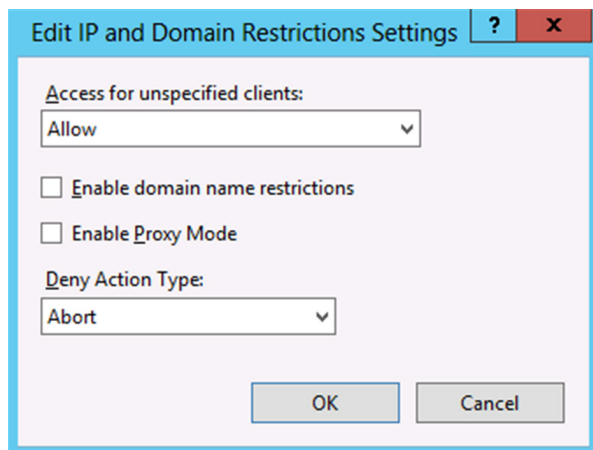 Edit IP and Domain Restrictions Settings ? x
Access for unspecified clients:
Allow
Enable domain name restrictions
Enable Proxy Mode
Deny Action Type:
Abort
OK Cancel